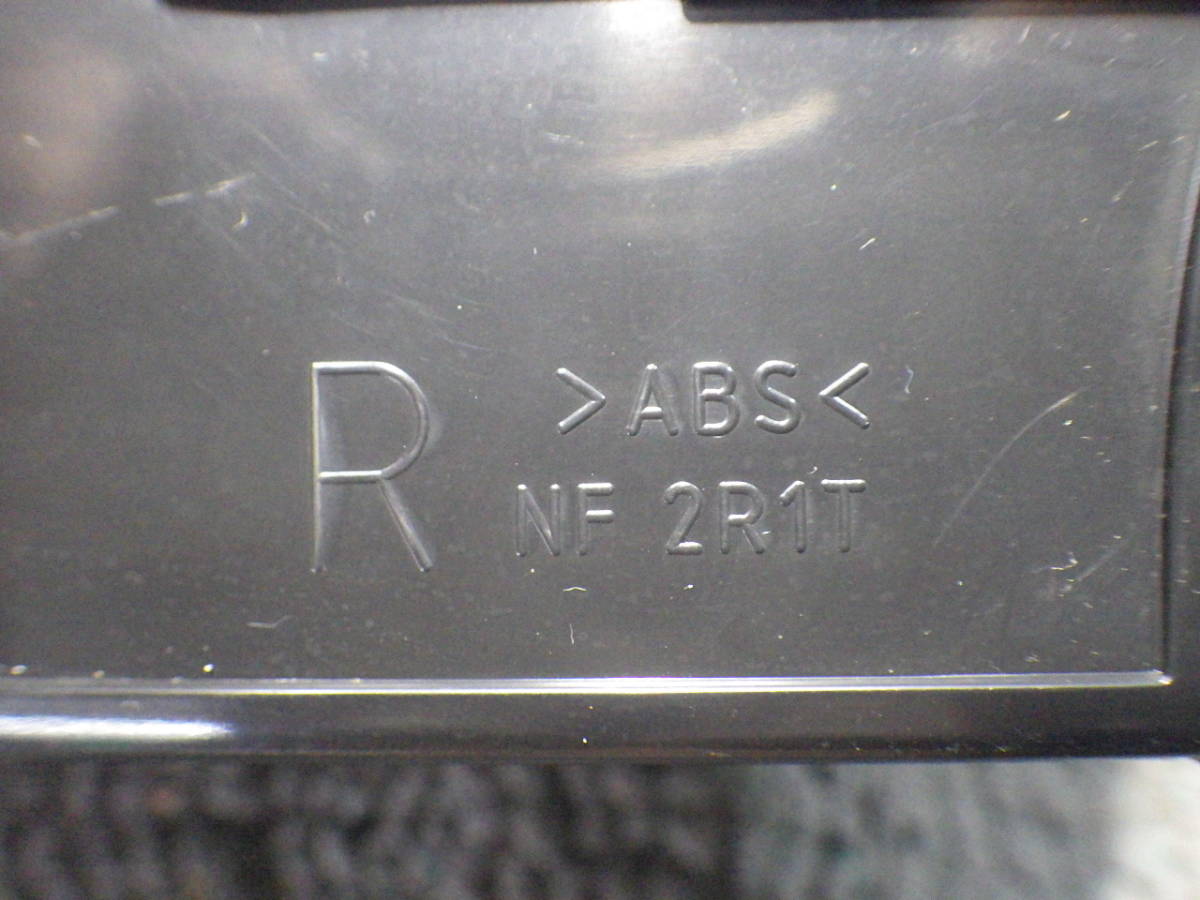 R
>ABS<
NF 2R1T